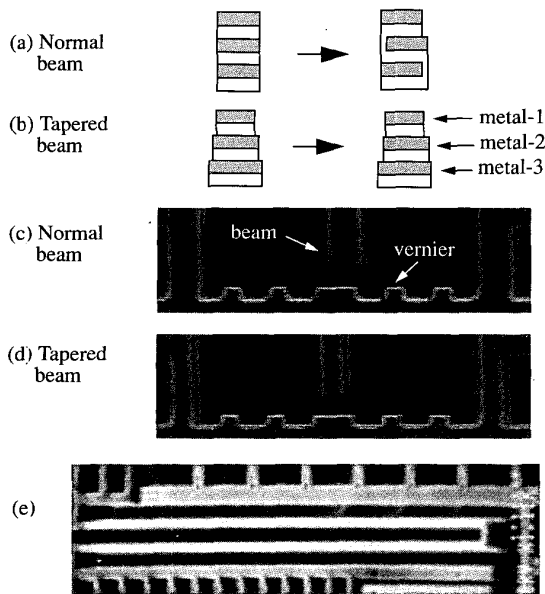 (a) Normal
beam
(b) Tapered
beam
metal-1
metal-2
metal-3
(c) Normal
beam
beam
vernier
(d) Tapered
beam
(e)